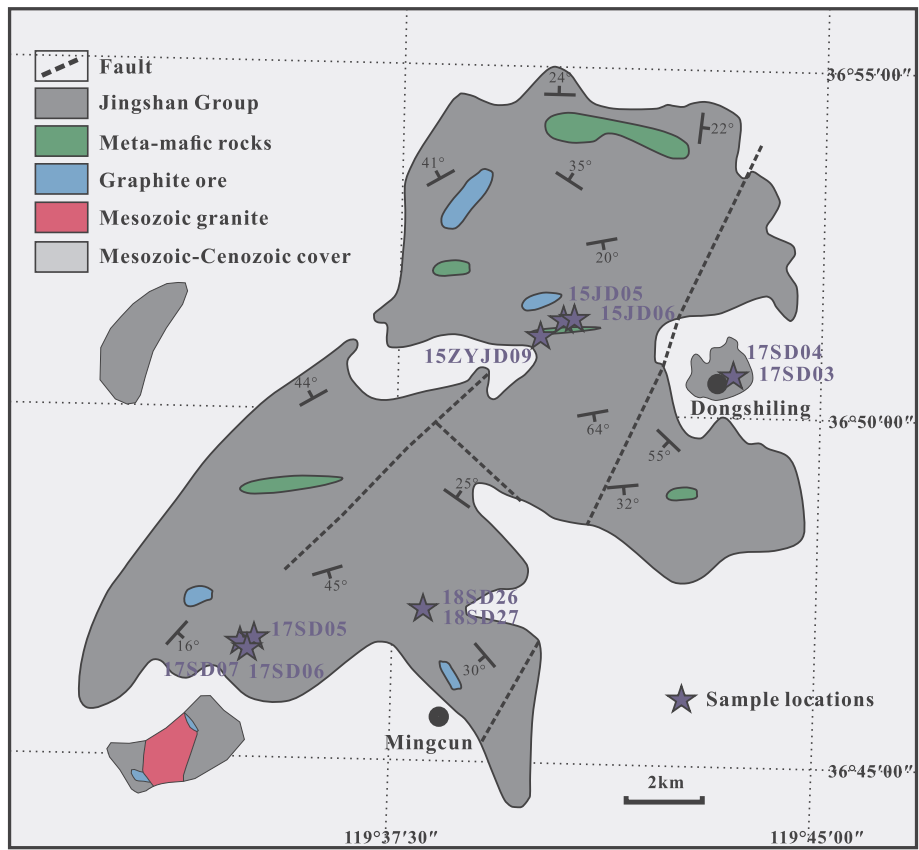 Fault
Jingshan Group
Meta-mafic rocks
Graphite ore
Mesozoic granite
Mesozoic-Cenozoic cover
36°55′00″
24°
22°
41°
35°
20°
15JD05
15JD06
15ZYJD09
17SD04
17SD03
Dongshiling
44°
36°50′00″
64°
55°
25°
32°
45°
18SD26
18SD27
17SD05
16°
17SD07
17SD06
30°
Sample locations
Mingcun
36°45′00″
2km
119°37′30″
119°45′00″